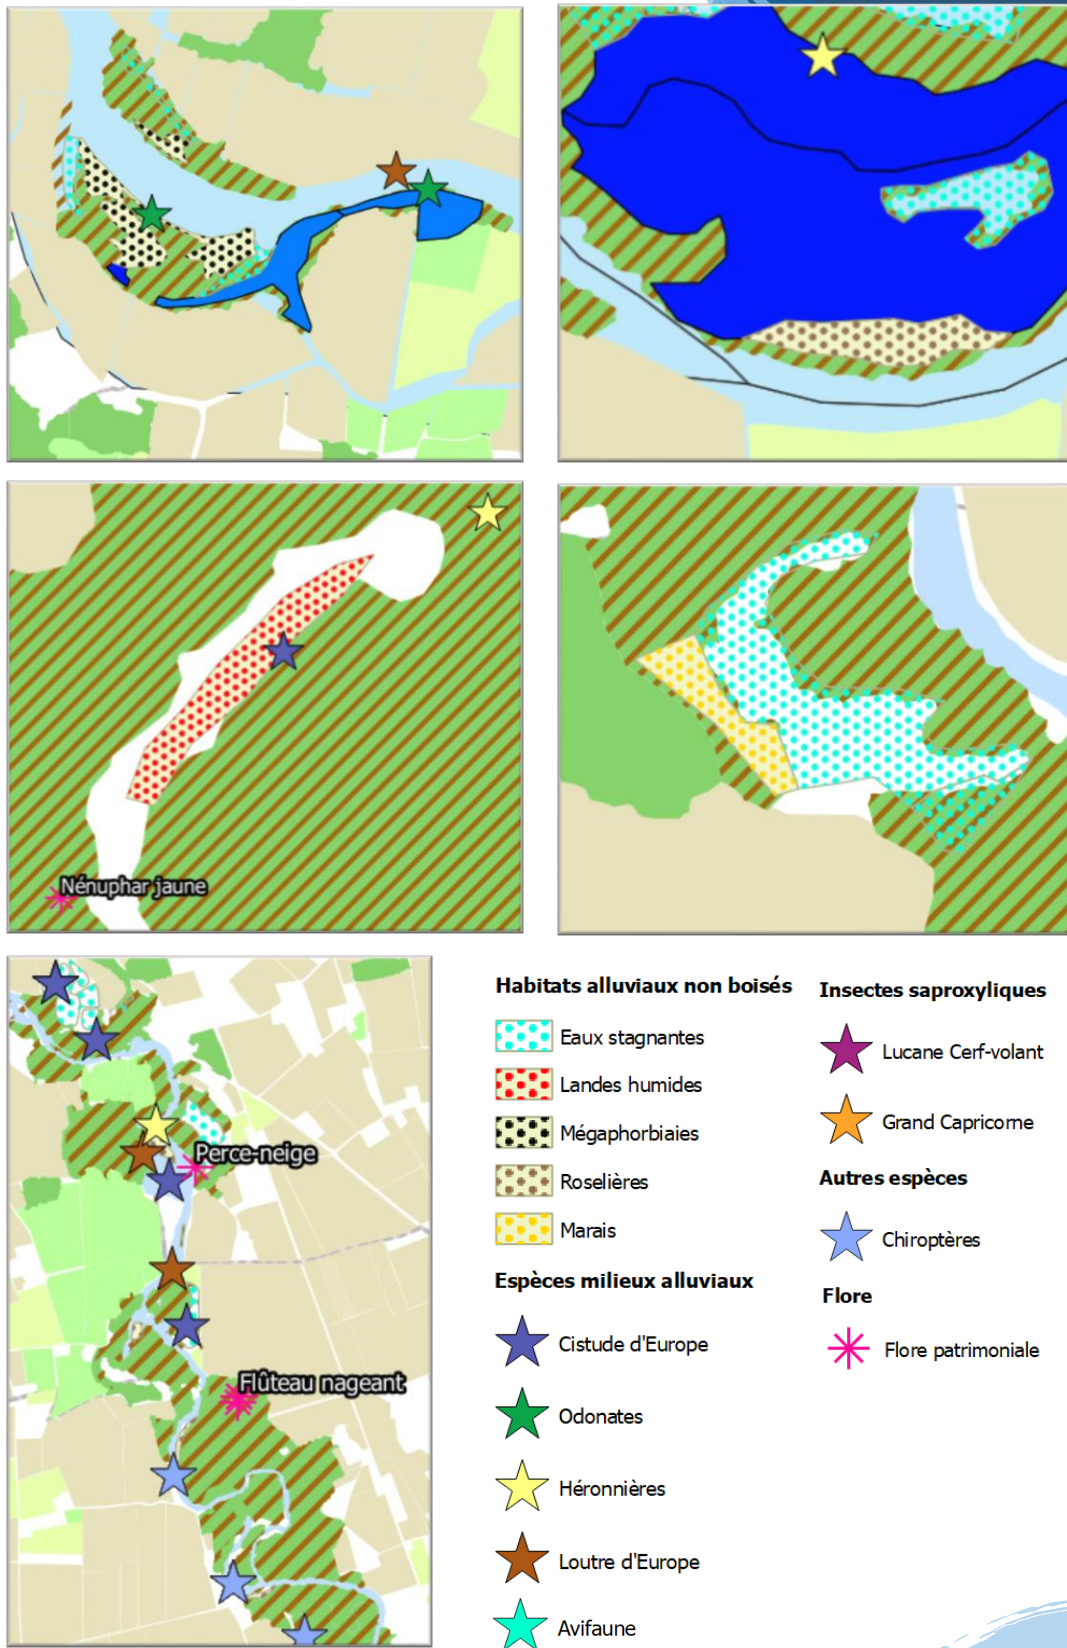 Nénuphar jaune
Perce-neige
Flûteau nageant
Habitats alluviaux non boisés
Eaux stagnantes
Landes humides
Mégaphorbiaies
Roselières
Marais
Espèces milieux alluviaux
Cistude d'Europe
Odonates
Héronnières
Loutre d'Europe
Avifaune
Insectes saproxyliques
Lucane Cerf-volant
Grand Capricorne
Autres espèces
Chiroptères
Flore
Flore patrimoniale